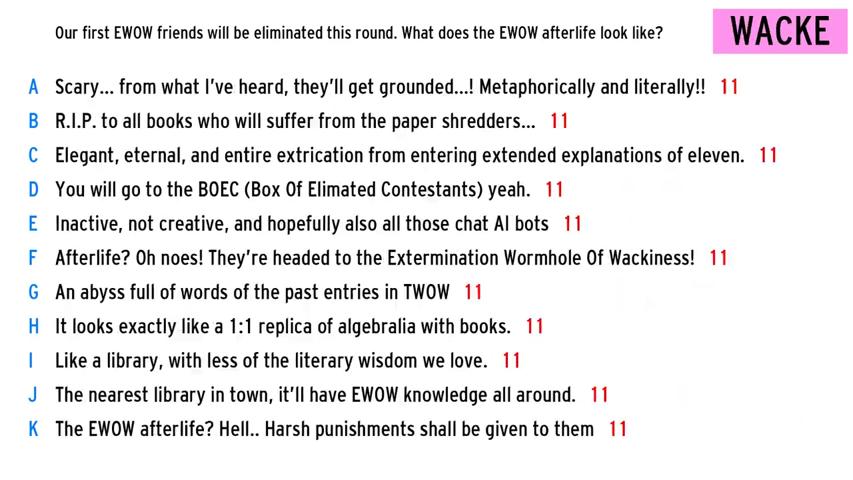 Our first EWOW friends will be eliminated this round. What does the EWOW afterlife look like?
WACKE
A Scary... from what I've heard, they'll get grounded...! Metaphorically and literally!! 11
B R.I.P. to all books who will suffer from the paper shredders... 11
C Elegant, eternal, and entire extrication from entering extended explanations of eleven. 11
D You will go to the BOEC (Box Of Elimated Contestants) yeah. 11
E Inactive, not creative, and hopefully also all those chat AI bots 11
F Afterlife? Oh noes! They're headed to the Extermination Wormhole Of Wackiness! 11
G An abyss full of words of the past entries in TWOW 11
H It looks exactly like a 1:1 replica of algebralia with books. 11
I Like a library, with less of the literary wisdom we love. 11
J The nearest library in town, it'll have EWOW knowledge all around. 11
K The EWOW afterlife? Hell.. Harsh punishments shall be given to them 11